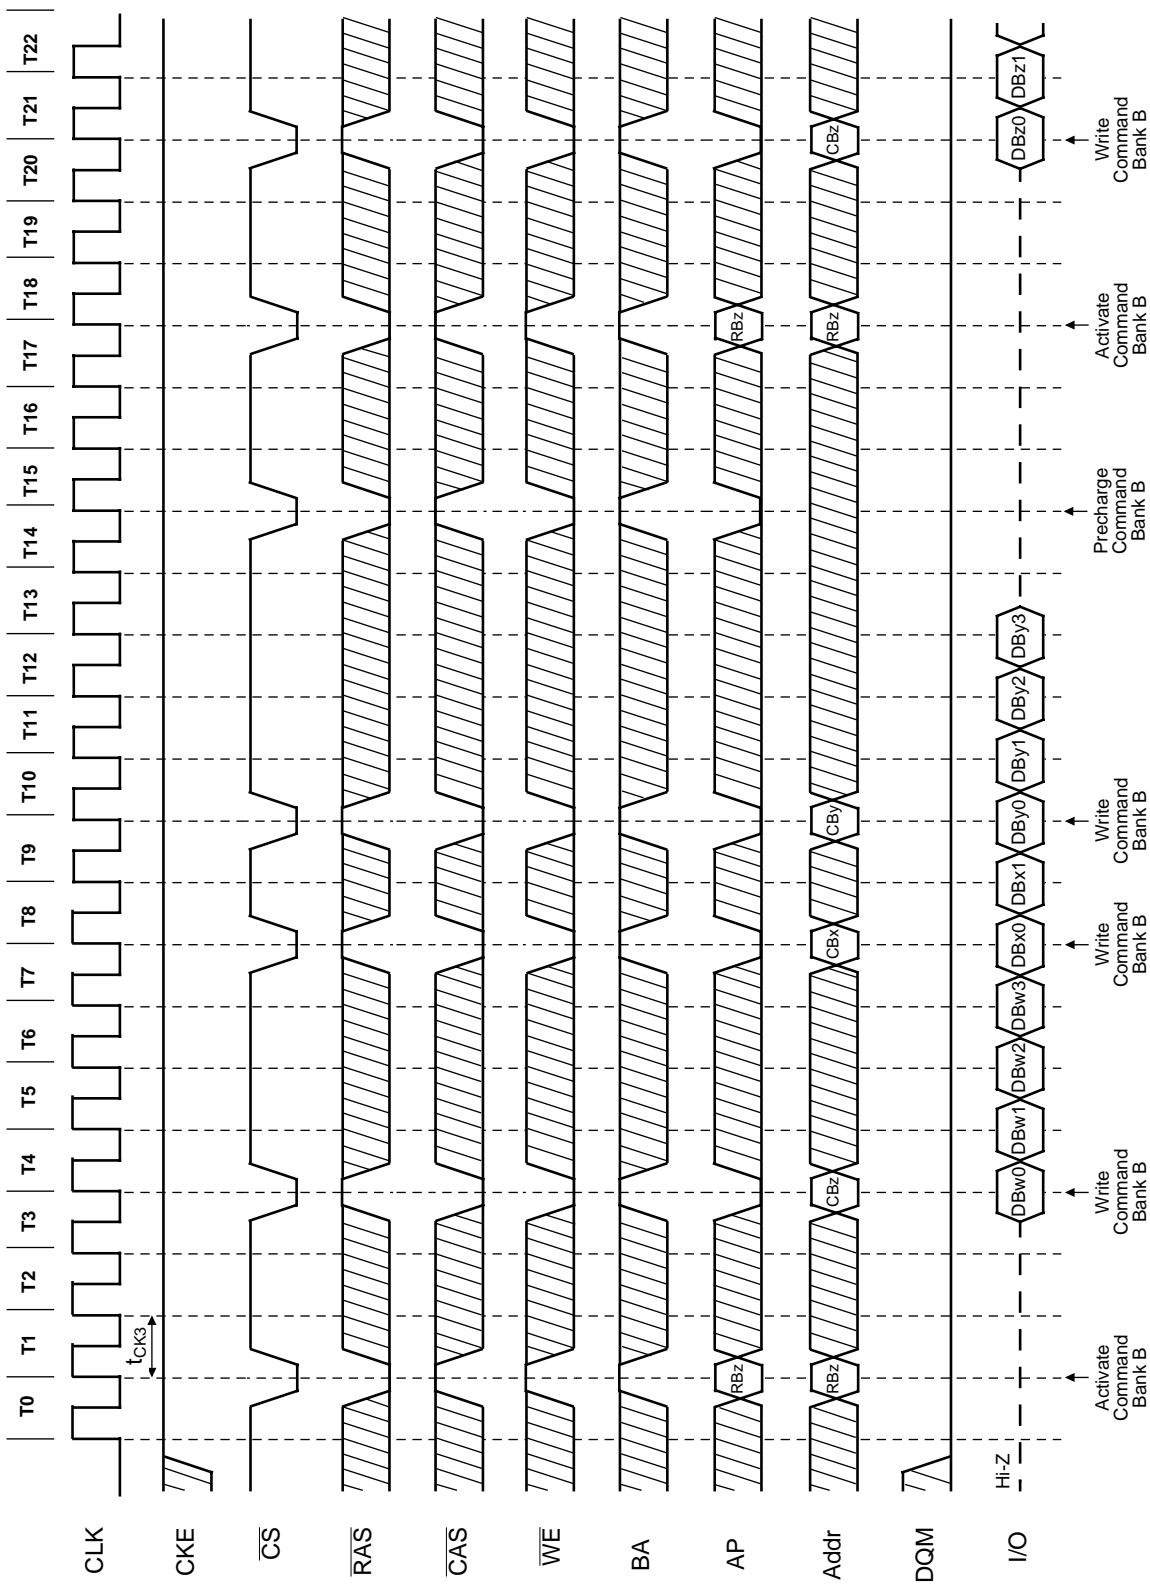 T0 T1 T2 T3 T4 T5 T6 T7 T8 T9 T10 T11 T12 T13 T14 T15 T16 T17 T18 T19 T20 T21 T22
CLK
tCK3
CKE
CS
RAS
CAS
WE
BA
AP
RBz RBz
Addr
RBz CBz CBx CBy RBz CBz
DQM
I/O
Hi-Z
DBw0 DBw1 DBw2 DBw3 DBx0 DBx1 DBy0 DBy1 DBy2 DBy3 DBz0 DBz1
Activate
Command
Bank B
Write
Command
Bank B
Write
Command
Bank B
Write
Command
Bank B
Precharge
Command
Bank B
Activate
Command
Bank B
Write
Command
Bank B